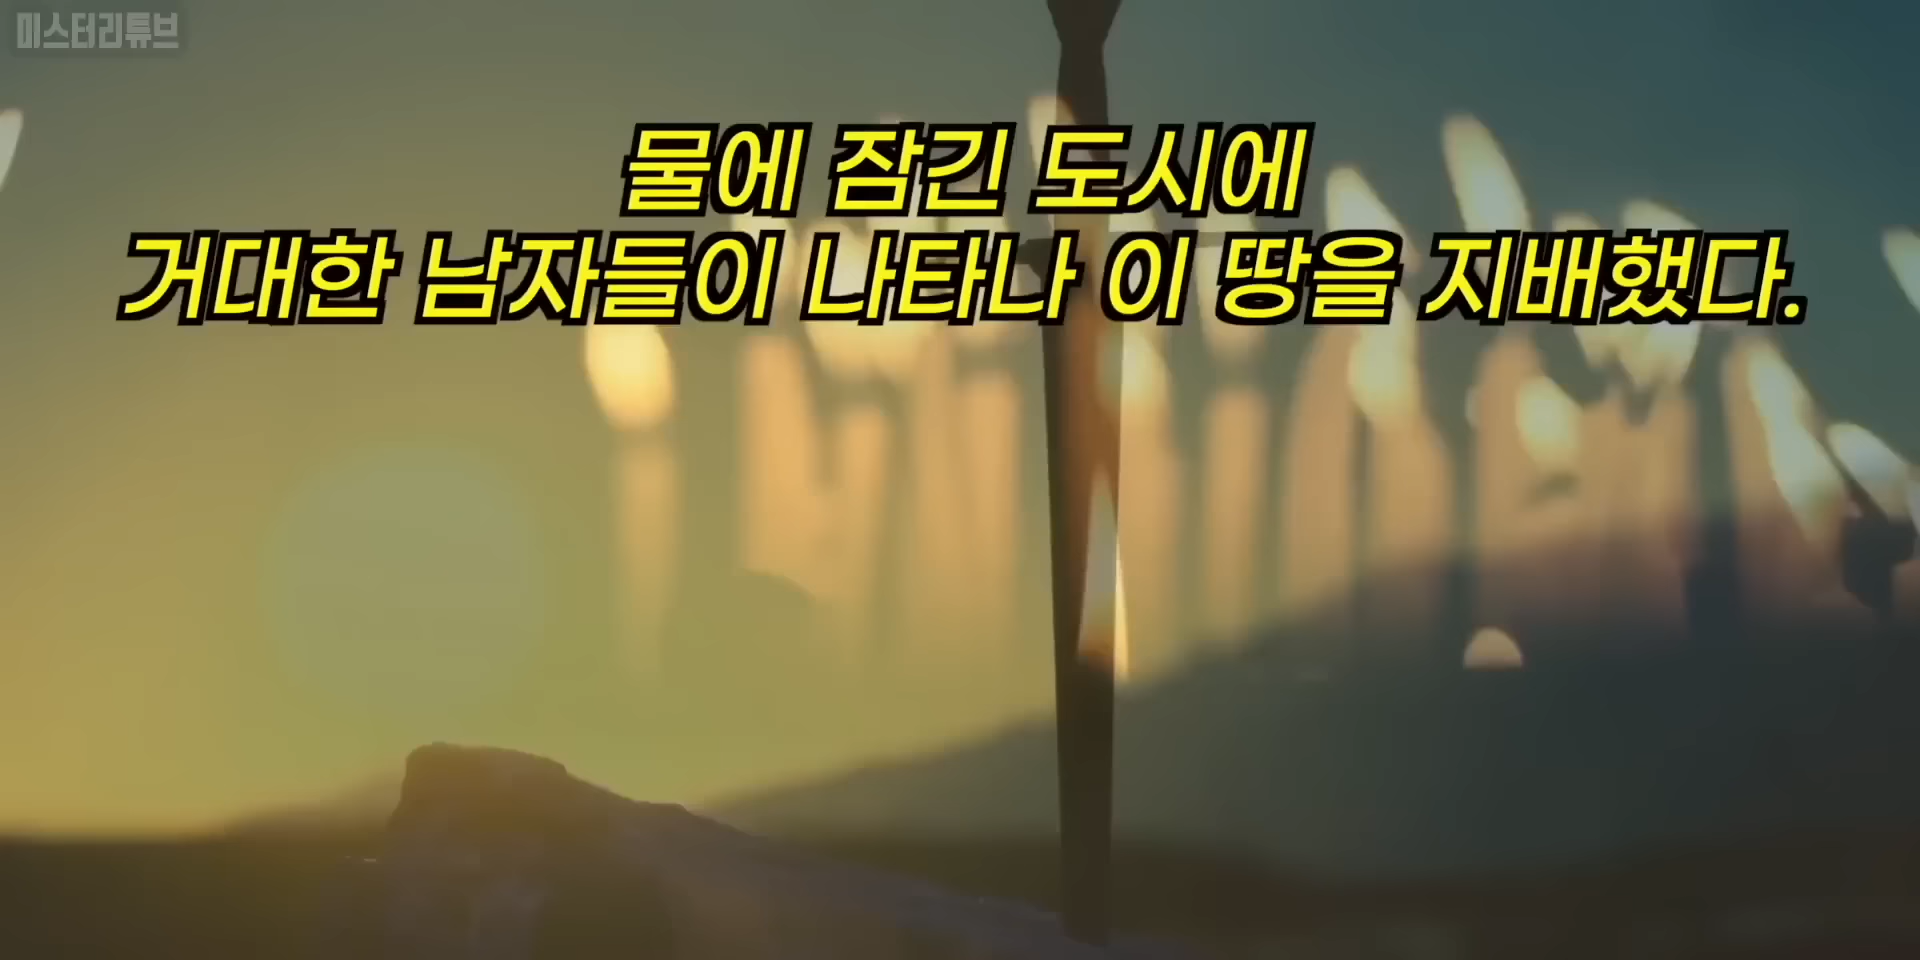 미스터리튜브
물에 잠긴 도시에
거대한 남자들이 나타나 이 땅을 지배했다.